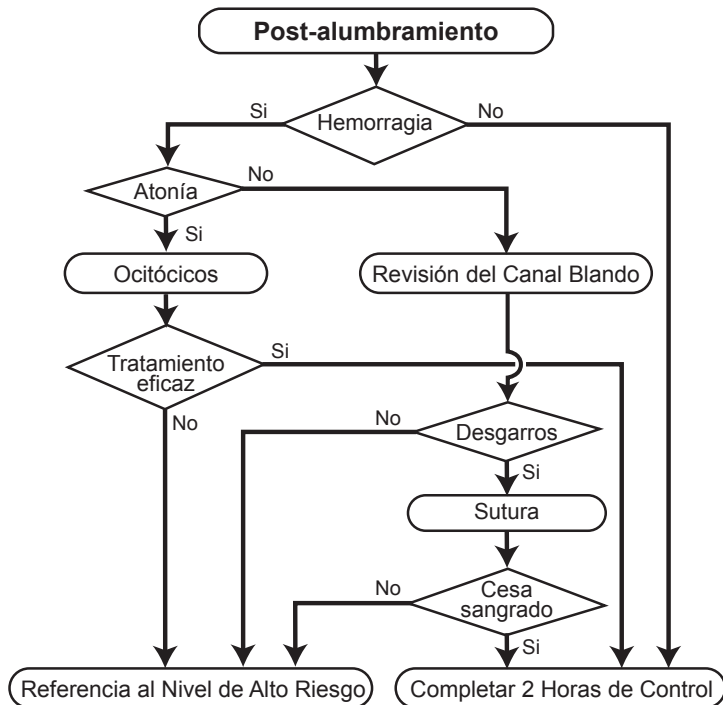 Post-alumbramiento
Si
No
Hemorragia
No
Atonía
Si
Ocitócicos
Revisión del Canal Blando
Si
Tratamiento
eficaz
No
No
Desgarros
Si
Sutura
No
Cesa
sangrado
Si
Referencia al Nivel de Alto Riesgo
Completar 2 Horas de Control